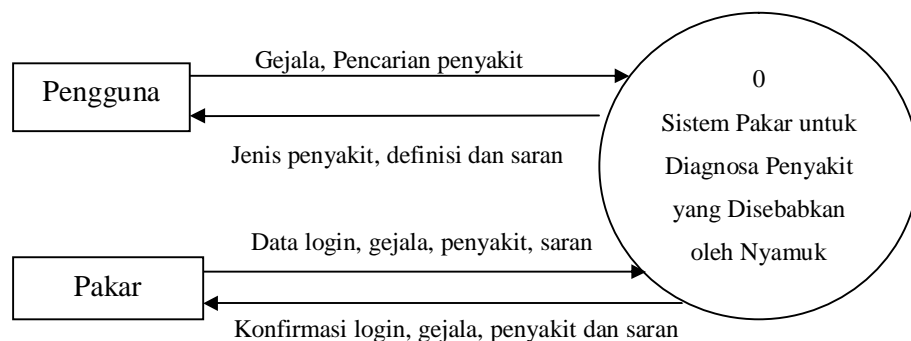 Gejala, Pencarian penyakit
Pengguna
Jenis penyakit, definisi dan saran
0
Sistem Pakar untuk
Diagnosa Penyakit
yang Disebabkan
oleh Nyamuk
Data login, gejala, penyakit, saran
Pakar
Konfirmasi login, gejala, penyakit dan saran